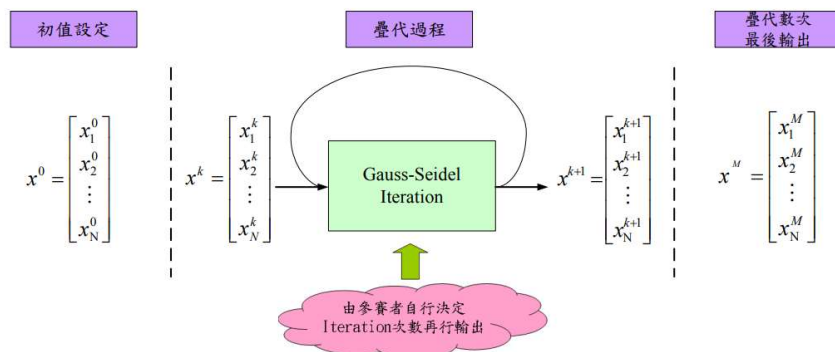 初值設定
疊代過程
疊代數次
最後輸出
x^0 = [x_1^0 x_2^0 ⋮ x_N^0]
x^k = [x_1^k x_2^k ⋮ x_N^k]
Gauss-Seidel
Iteration
x^{k+1} = [x_1^{k+1} x_2^{k+1} ⋮ x_N^{k+1}]
x^M = [x_1^M x_2^M ⋮ x_N^M]
由參賽者自行決定
Iteration次數再行輸出